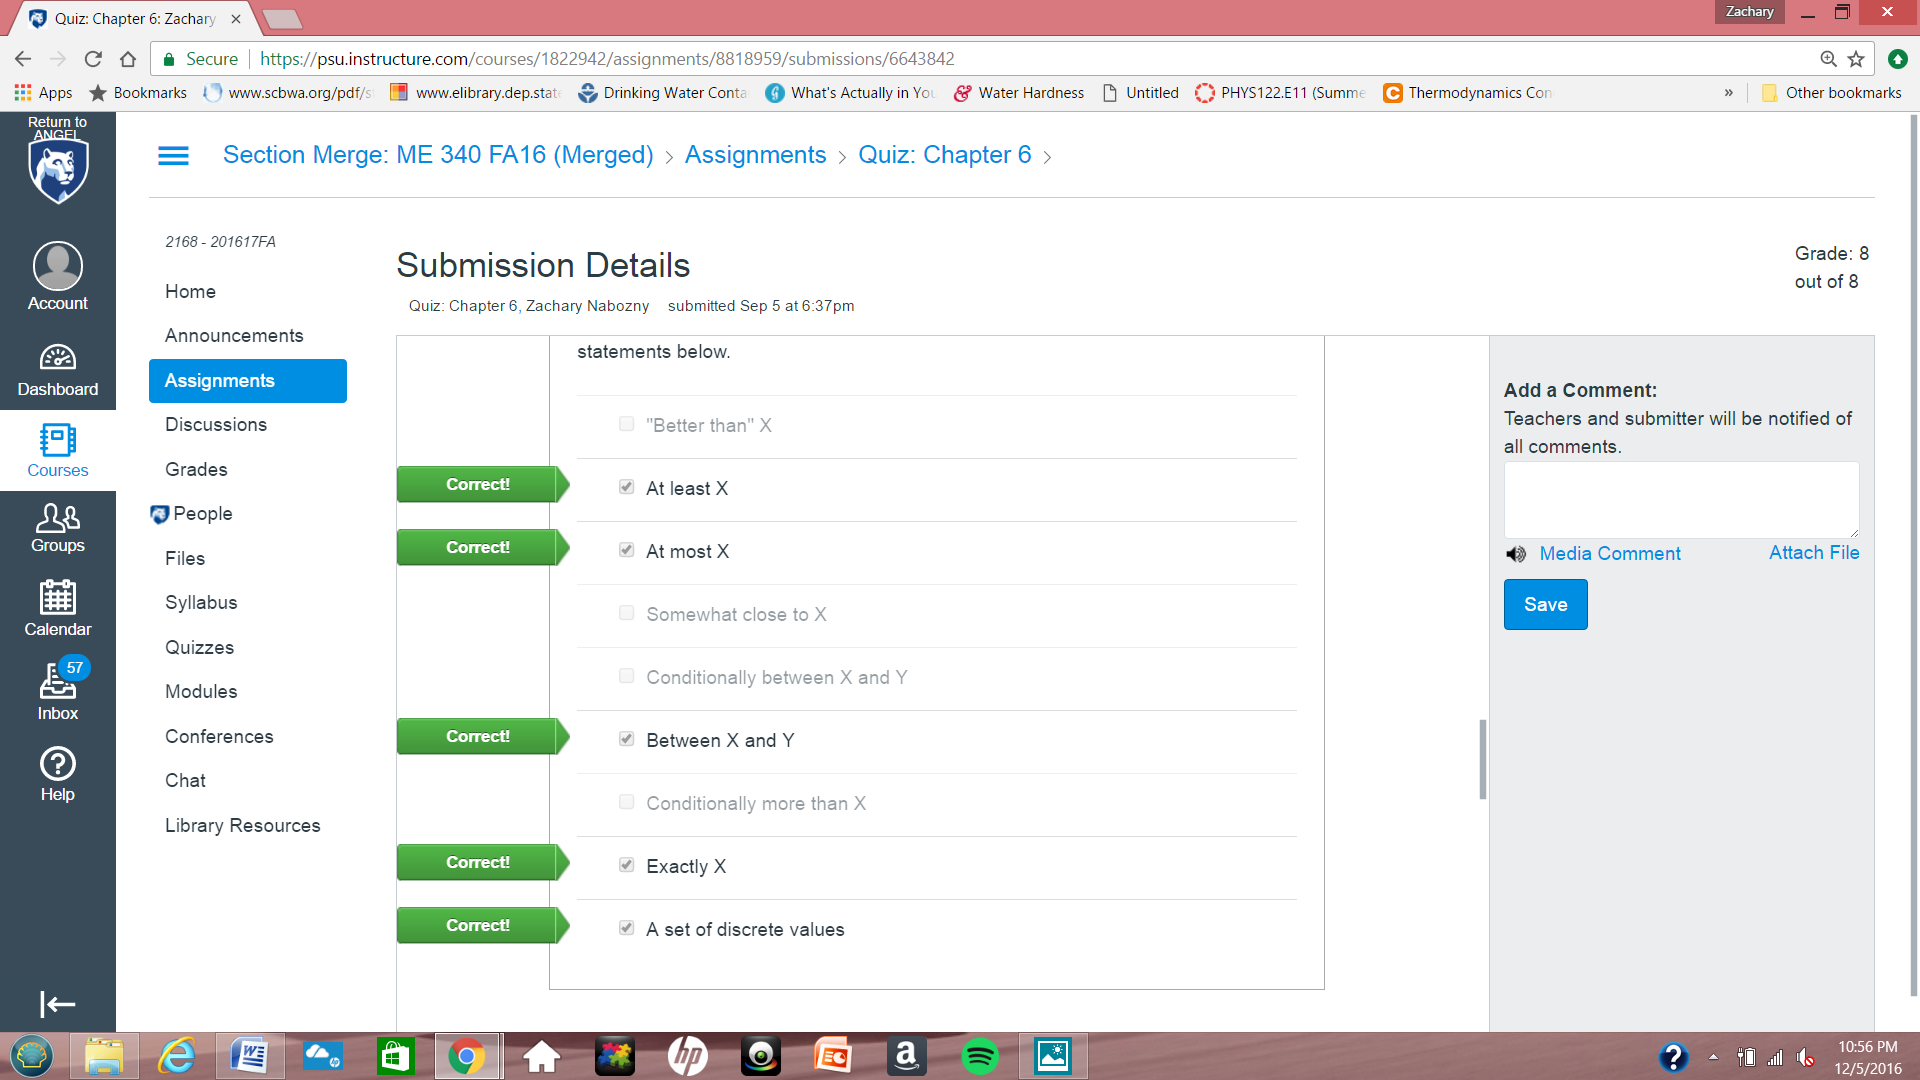 Quiz: Chapter 6: Zachary
Zachary
Secure
https://psu.instructure.com/courses/1822942/assignments/8818959/submissions/6643842
Apps
Bookmarks
www.scbwa.org/pdf/s
www.elibrary.dep.stat
Drinking Water Conta
What's Actually in You
Water Hardness
Untitled
PHYS122.E11 (Summe
Thermodynamics Con
»
Other bookmarks
Return to
ANGEL
Account
Dashboard
Courses
Groups
Calendar
57
Inbox
Help
Section Merge: ME 340 FA16 (Merged) > Assignments > Quiz: Chapter 6 >
2168 - 201617FA
Home
Announcements
Assignments
Discussions
Grades
People
Files
Syllabus
Quizzes
Modules
Conferences
Chat
Library Resources
Submission Details
Quiz: Chapter 6, Zachary Nabozny submitted Sep 5 at 6:37pm
Grade: 8
out of 8
statements below.
"Better than" X
Correct! At least X
Correct! At most X
Somewhat close to X
Conditionally between X and Y
Correct! Between X and Y
Conditionally more than X
Correct! Exactly X
Correct! A set of discrete values
Add a Comment:
Teachers and submitter will be notified of
all comments.
Media Comment
Attach File
Save
10:56 PM
12/5/2016